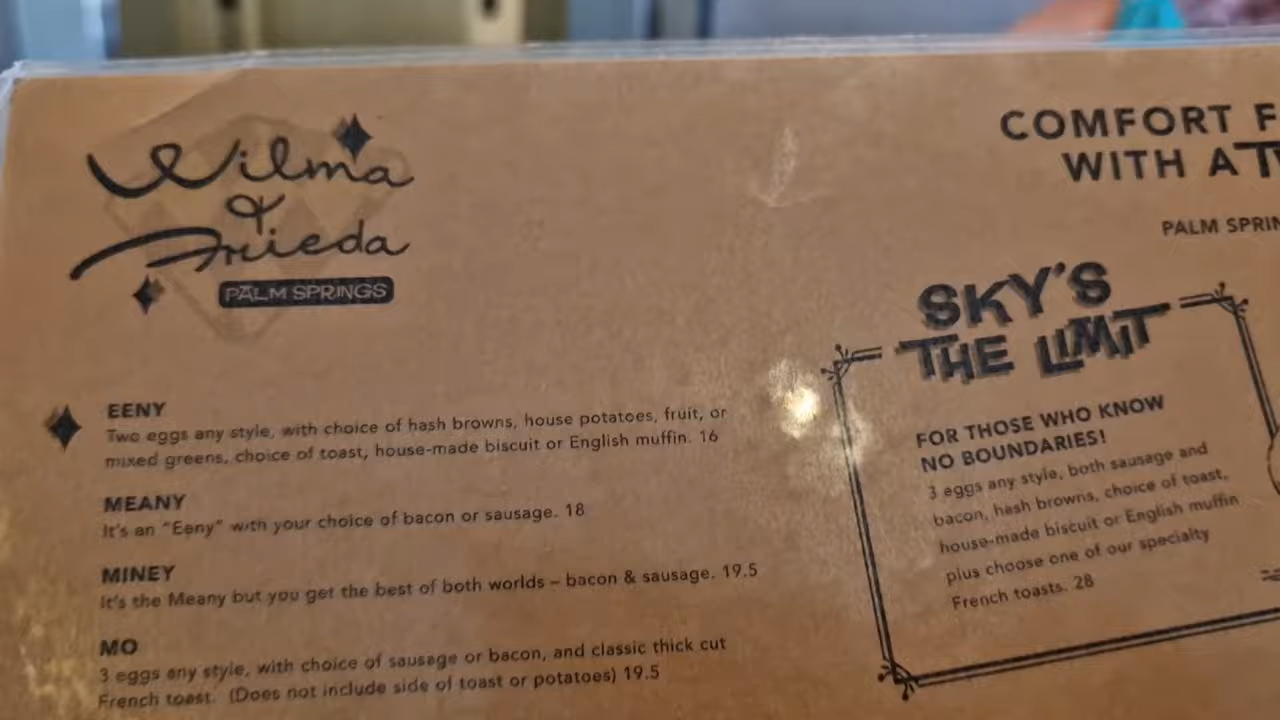 Wilma
&
Frieda
PALM SPRINGS
EENY
Two eggs any style, with choice of hash browns, house potatoes, fruit, or
mixed greens, choice of toast, house-made biscuit or English muffin. 16
MEANY
It's an "Eeny" with your choice of bacon or sausage. 18
MINEY
It's the Meany but you get the best of both worlds – bacon & sausage. 19.5
MO
3 eggs any style, with choice of sausage or bacon, and classic thick cut
French toast. (Does not include side of toast or potatoes) 19.5
COMFORT F
WITH A
PALM SPRIN
SKY'S
THE LIMIT
FOR THOSE WHO KNOW
NO BOUNDARIES!
3 eggs any style, both sausage and
bacon, hash browns, choice of toast,
house-made biscuit or English muffin
plus choose one of our specialty
French toasts. 28